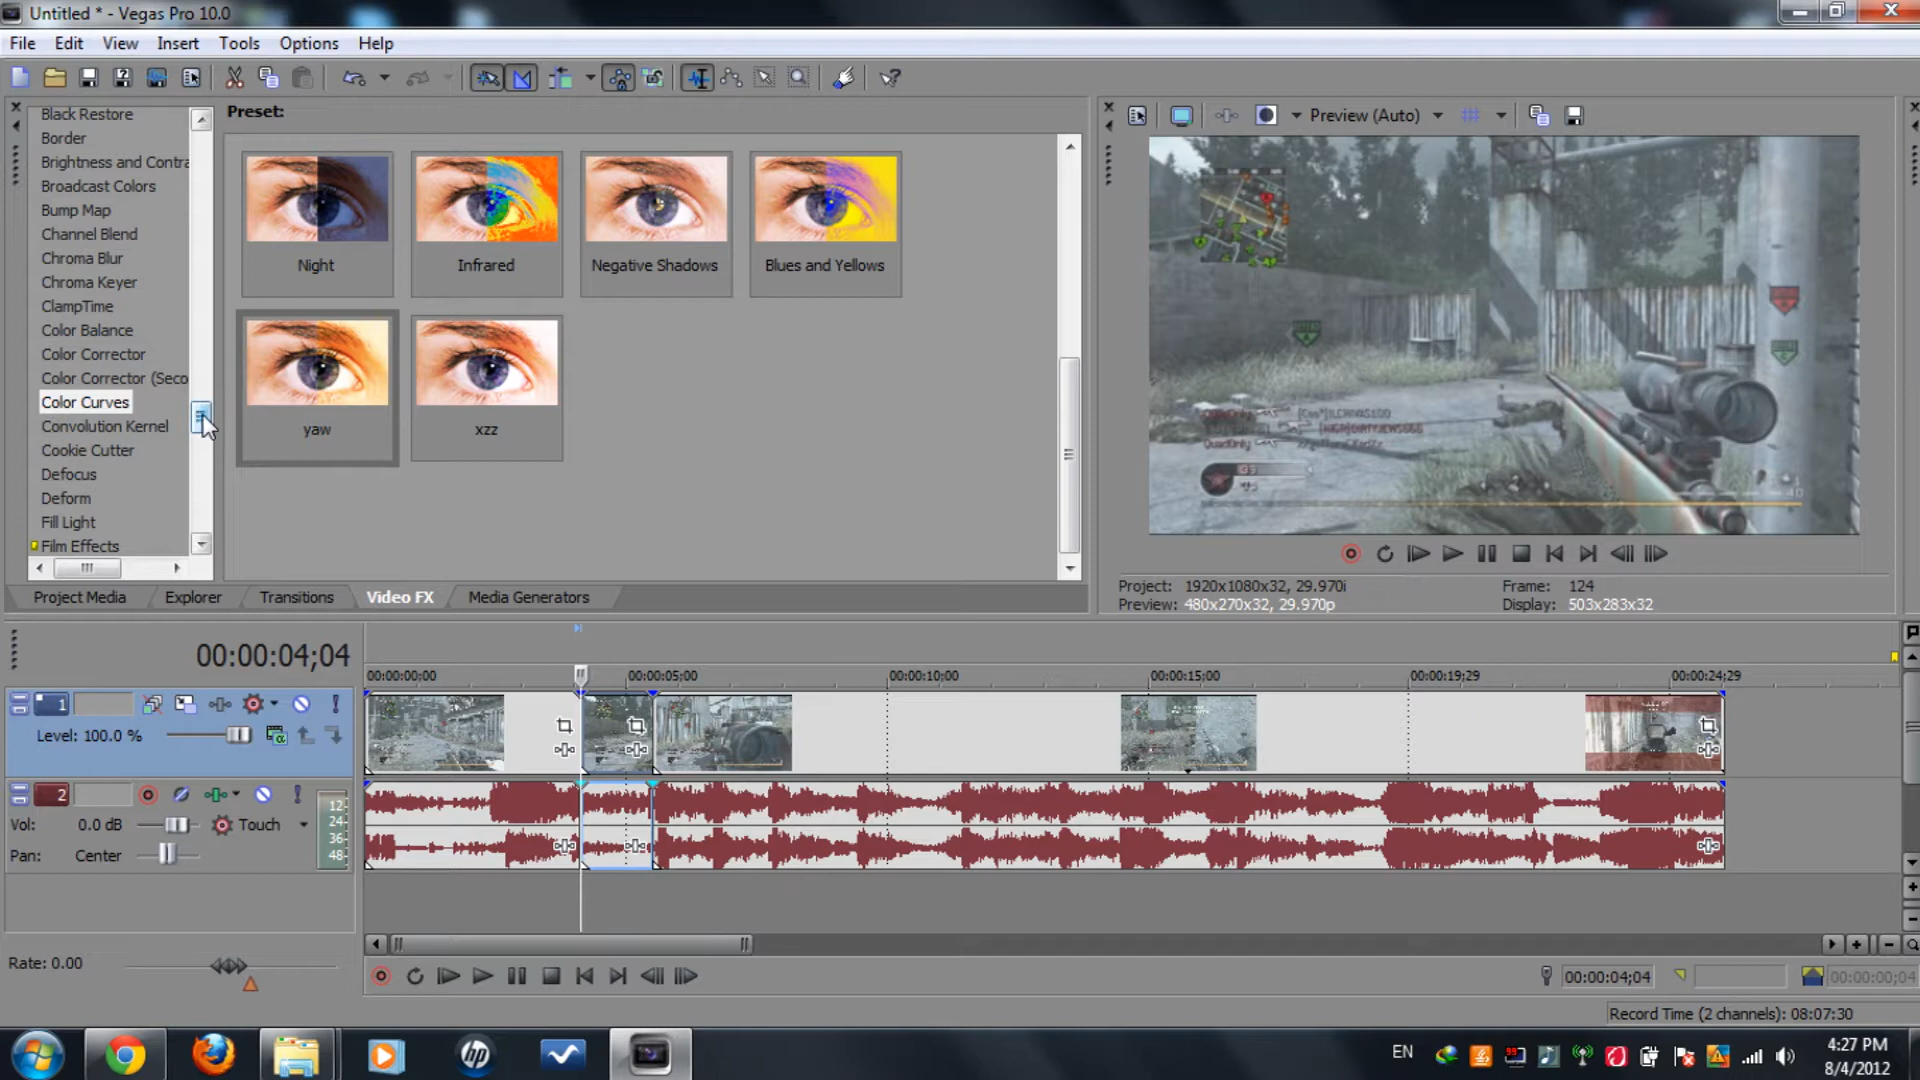 Untitled * - Vegas Pro 10.0
File Edit View Insert Tools Options Help
Preset:
Black Restore
Border
Brightness and Contra
Broadcast Colors
Bump Map
Channel Blend
Chroma Blur
Chroma Keyer
ClampTime
Color Balance
Color Corrector
Color Corrector (Seco
Color Curves
Convolution Kernel
Cookie Cutter
Defocus
Deform
Fill Light
Film Effects
Night Infrared Negative Shadows Blues and Yellows
yaw xzz
Preview (Auto)
Project: 1920x1080x32, 29.970i Frame: 124
Preview: 480x270x32, 29.970p Display: 503x283x32
Project Media Explorer Transitions Video FX Media Generators
00:00:04;04
00:00:00;00 00:00:05;00 00:00:10;00 00:00:15;00 00:00:19;29 00:00:24;29
1
Level: 100.0 %
2
Vol: 0.0 dB Touch
Pan: Center
12
24
36
48
Rate: 0.00
00:00:04;04 00:00:00;04
Record Time (2 channels): 08:07:30
EN
4:27 PM
8/4/2012